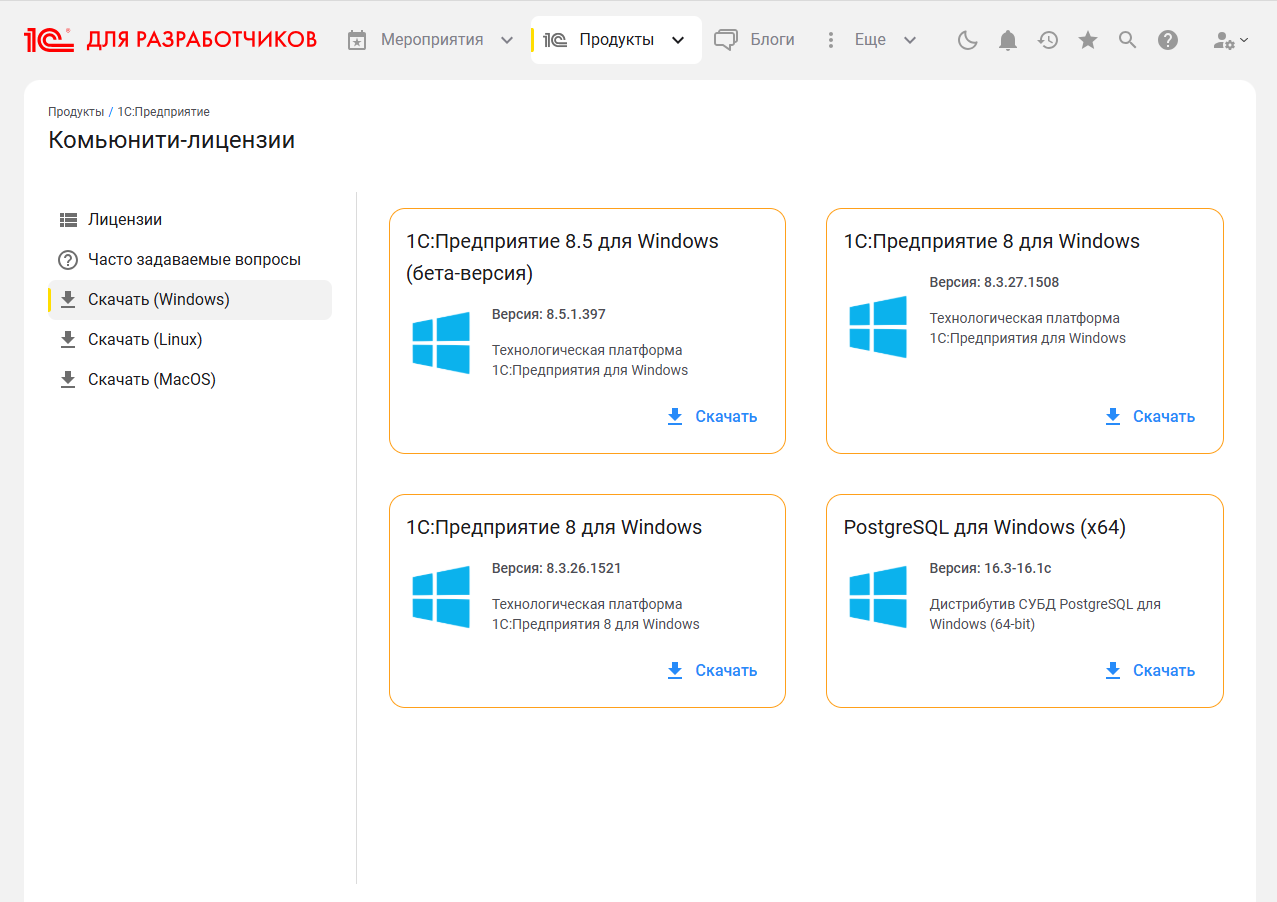 1С ДЛЯ РАЗРАБОТЧИКОВ Мероприятия 1С Продукты Блоги Еще
Продукты / 1С:Предприятие
Комьюнити-лицензии
Лицензии
Часто задаваемые вопросы
Скачать (Windows)
Скачать (Linux)
Скачать (MacOS)
1С:Предприятие 8.5 для Windows
(бета-версия)
Версия: 8.5.1.397
Технологическая платформа
1С:Предприятия для Windows
Скачать
1С:Предприятие 8 для Windows
Версия: 8.3.27.1508
Технологическая платформа
1С:Предприятия для Windows
Скачать
1С:Предприятие 8 для Windows
Версия: 8.3.26.1521
Технологическая платформа
1С:Предприятия 8 для Windows
Скачать
PostgreSQL для Windows (x64)
Версия: 16.3-16.1c
Дистрибутив СУБД PostgreSQL для
Windows (64-bit)
Скачать